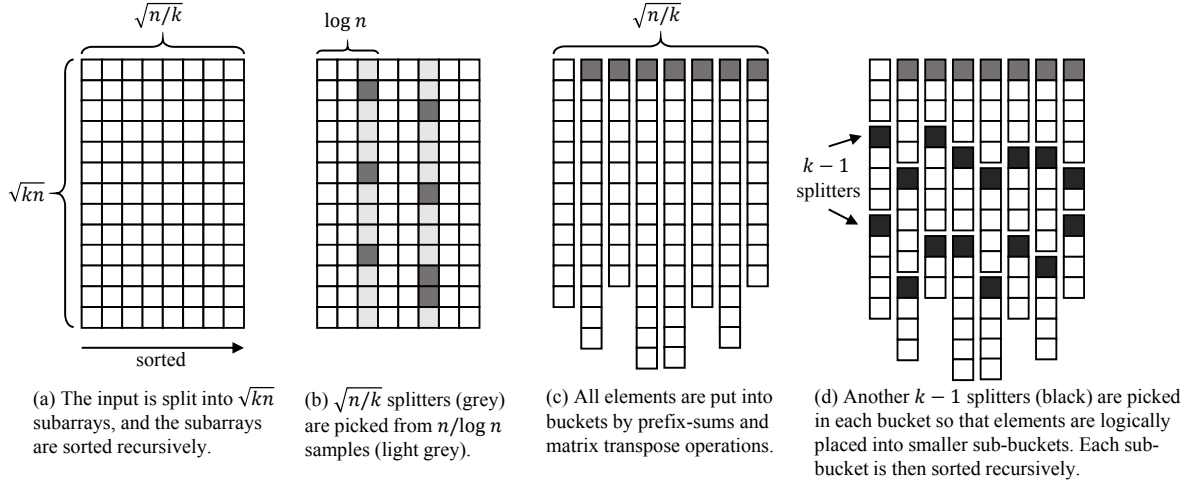 √n/k
√kn
sorted
(a) The input is split into √kn
subarrays, and the subarrays
are sorted recursively.
log n
(b) √n/k splitters (grey)
are picked from n/log n
samples (light grey).
√n/k
(c) All elements are put into
buckets by prefix-sums and
matrix transpose operations.
k − 1
splitters
(d) Another k − 1 splitters (black) are picked
in each bucket so that elements are logically
placed into smaller sub-buckets. Each sub-
bucket is then sorted recursively.